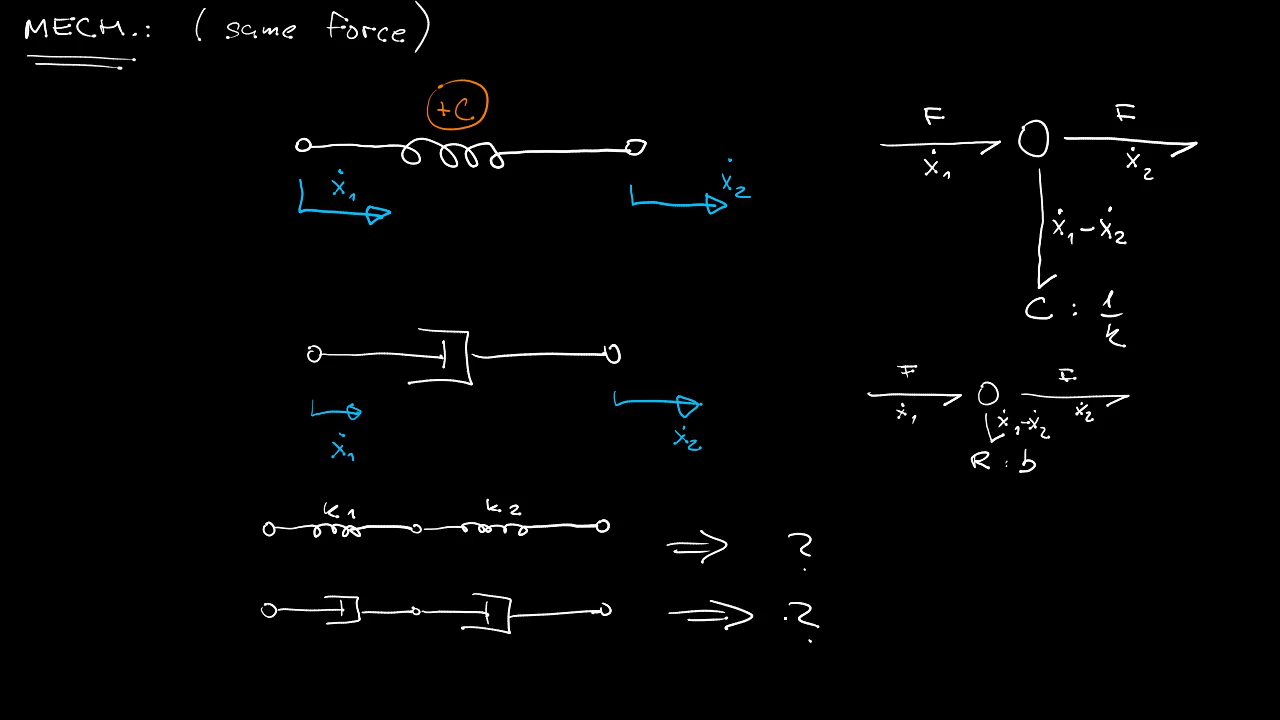 MECH.: (same force)
+C
F F
ẋ₁ ẋ₂
ẋ₁ ẋ₂
ẋ₁-ẋ₂
C : 1/k
F F
ẋ₁ ẋ₂
ẋ₁-ẋ₂
ẋ₁ ẋ₂
R : b
k1 k2
⇒ ?
⇒ ?